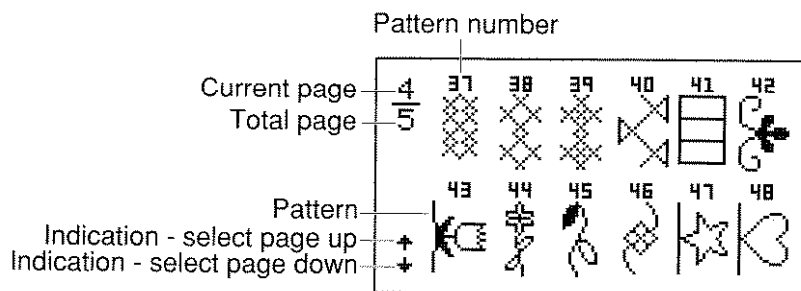 Pattern number
Current page 4 37 38 39 40 41 42
Total page 5
43 44 45 46 47 48
Pattern
Indication - select page up
Indication - select page down